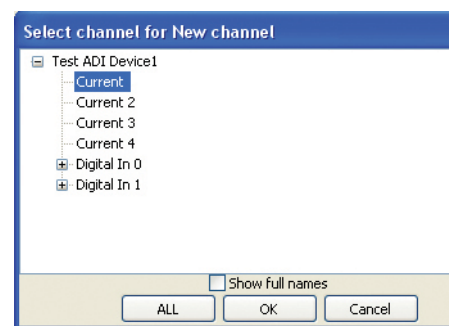 Select channel for New channel
Test ADI Device1
Current
Current 2
Current 3
Current 4
Digital In 0
Digital In 1
Show full names
ALL OK Cancel